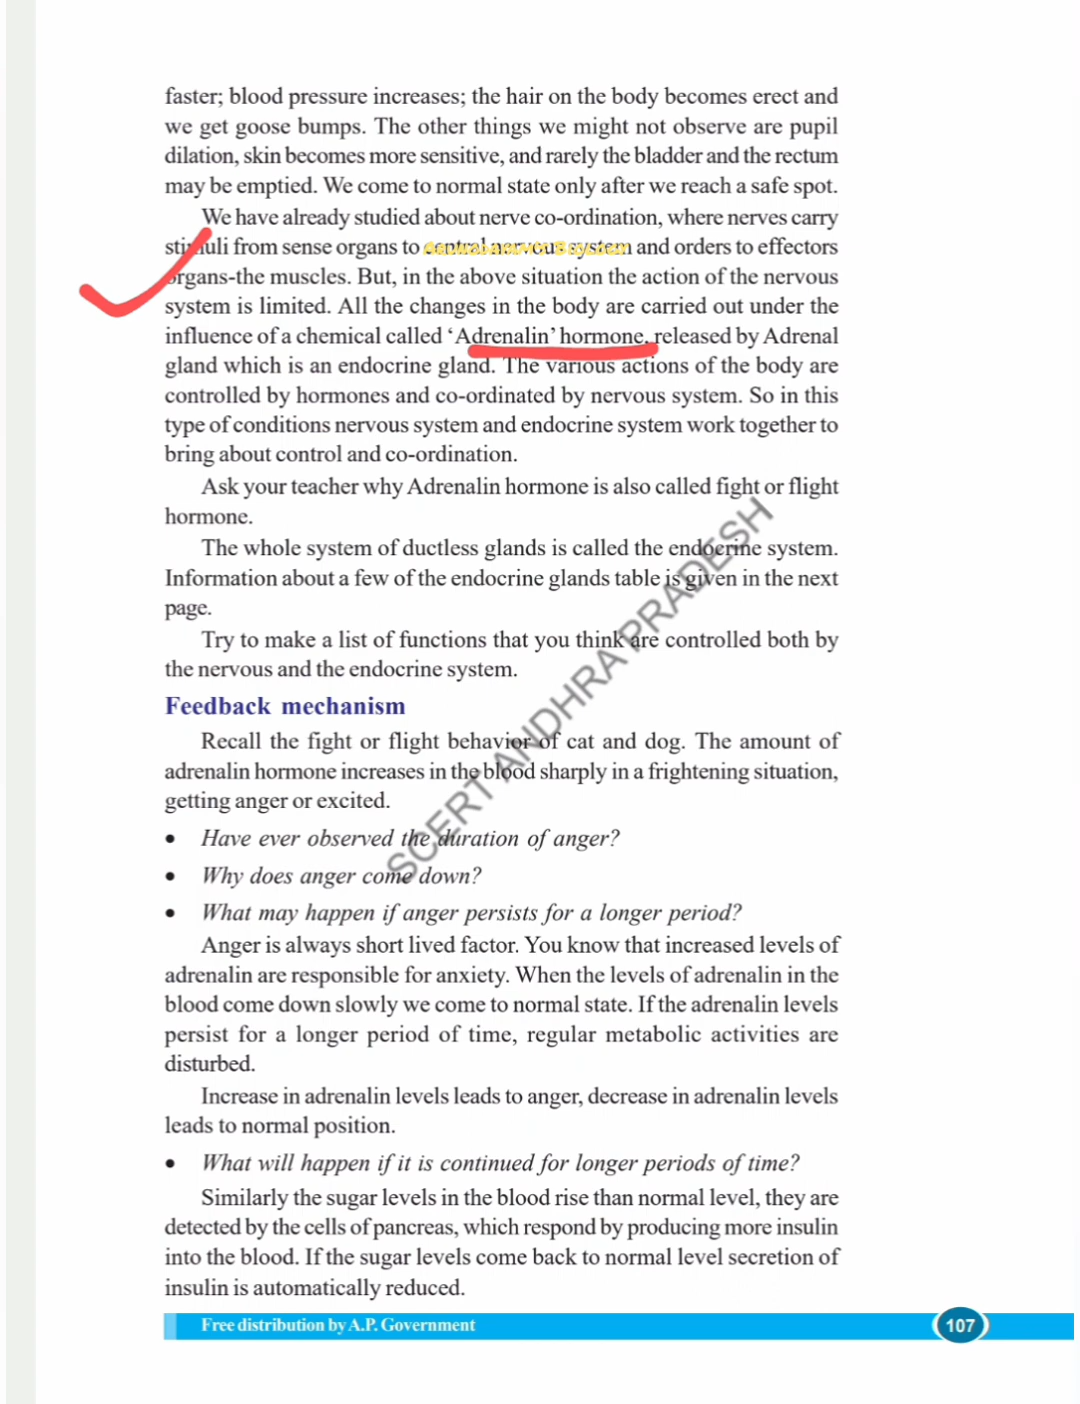 faster; blood pressure increases; the hair on the body becomes erect and
we get goose bumps. The other things we might not observe are pupil
dilation, skin becomes more sensitive, and rarely the bladder and the rectum
may be emptied. We come to normal state only after we reach a safe spot.
We have already studied about nerve co-ordination, where nerves carry
stimuli from sense organs to central nervous system and orders to effectors
organs-the muscles. But, in the above situation the action of the nervous
system is limited. All the changes in the body are carried out under the
influence of a chemical called ‘Adrenalin’ hormone, released by Adrenal
gland which is an endocrine gland. The various actions of the body are
controlled by hormones and co-ordinated by nervous system. So in this
type of conditions nervous system and endocrine system work together to
bring about control and co-ordination.
Ask your teacher why Adrenalin hormone is also called fight or flight
hormone.
The whole system of ductless glands is called the endocrine system.
Information about a few of the endocrine glands table is given in the next
page.
Try to make a list of functions that you think are controlled both by
the nervous and the endocrine system.
Feedback mechanism
Recall the fight or flight behavior of cat and dog. The amount of
adrenalin hormone increases in the blood sharply in a frightening situation,
getting anger or excited.
• Have ever observed the duration of anger?
• Why does anger come down?
• What may happen if anger persists for a longer period?
Anger is always short lived factor. You know that increased levels of
adrenalin are responsible for anxiety. When the levels of adrenalin in the
blood come down slowly we come to normal state. If the adrenalin levels
persist for a longer period of time, regular metabolic activities are
disturbed.
Increase in adrenalin levels leads to anger, decrease in adrenalin levels
leads to normal position.
• What will happen if it is continued for longer periods of time?
Similarly the sugar levels in the blood rise than normal level, they are
detected by the cells of pancreas, which respond by producing more insulin
into the blood. If the sugar levels come back to normal level secretion of
insulin is automatically reduced.
Free distribution by A.P. Government
107
SCERT ANDHRA PRADESH